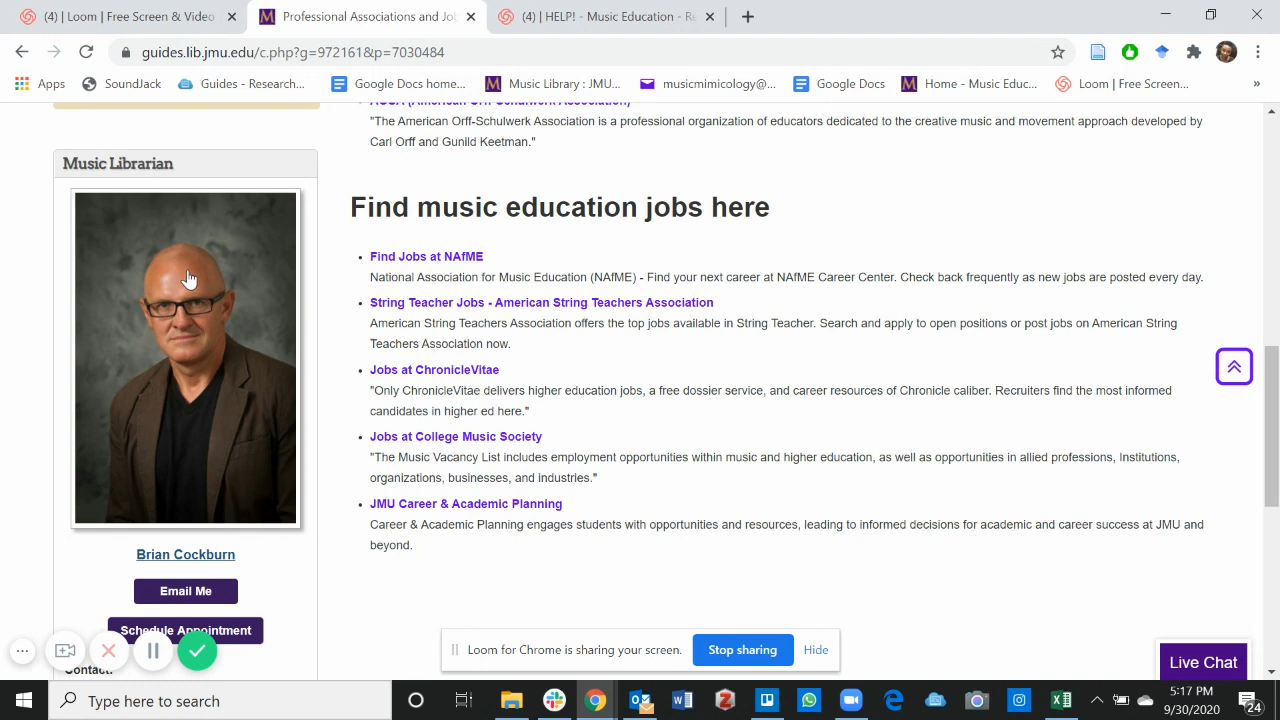 (4) Loom | Free Screen & Video
Professional Associations and Jo
(4) | HELP! - Music Education - Re
guides.lib.jmu.edu/c.php?g=972161&p=7030484
Apps
SoundJack
Guides - Research...
Google Docs home...
Music Library : JMU...
musicmimicology@...
Google Docs
Home - Music Educ...
Loom | Free Screen...
»
AOSA (American Orff-Schulwerk Association)
"The American Orff-Schulwerk Association is a professional organization of educators dedicated to the creative music and movement approach developed by
Carl Orff and Gunild Keetman."
Music Librarian
Find music education jobs here
Find Jobs at NAfME
National Association for Music Education (NAfME) - Find your next career at NAfME Career Center. Check back frequently as new jobs are posted every day.
String Teacher Jobs - American String Teachers Association
American String Teachers Association offers the top jobs available in String Teacher. Search and apply to open positions or post jobs on American String
Teachers Association now.
Jobs at ChronicleVitae
"Only ChronicleVitae delivers higher education jobs, a free dossier service, and career resources of Chronicle caliber. Recruiters find the most informed
candidates in higher ed here."
Jobs at College Music Society
"The Music Vacancy List includes employment opportunities within music and higher education, as well as opportunities in allied professions, Institutions,
organizations, businesses, and industries."
JMU Career & Academic Planning
Career & Academic Planning engages students with opportunities and resources, leading to informed decisions for academic and career success at JMU and
beyond.
Brian Cockburn
Email Me
Schedule Appointment
Contact:
Loom for Chrome is sharing your screen.
Stop sharing
Hide
Live Chat
Type here to search
5:17 PM
9/30/2020
24